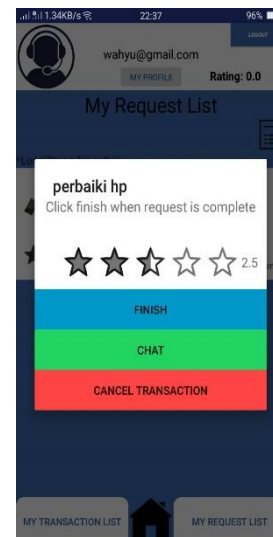 1.34KB/s 22:37 96%
LOGOUT
wahyu@gmail.com
MY PROFILE Rating: 0.0
My Request List
perbaiki hp
Click finish when request is complete
2.5
FINISH
CHAT
CANCEL TRANSACTION
MY TRANSACTION LIST MY REQUEST LIST